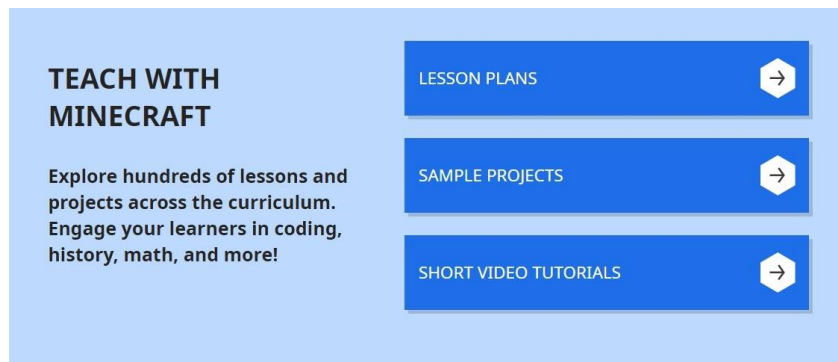 TEACH WITH
MINECRAFT
Explore hundreds of lessons and
projects across the curriculum.
Engage your learners in coding,
history, math, and more!
LESSON PLANS
SAMPLE PROJECTS
SHORT VIDEO TUTORIALS